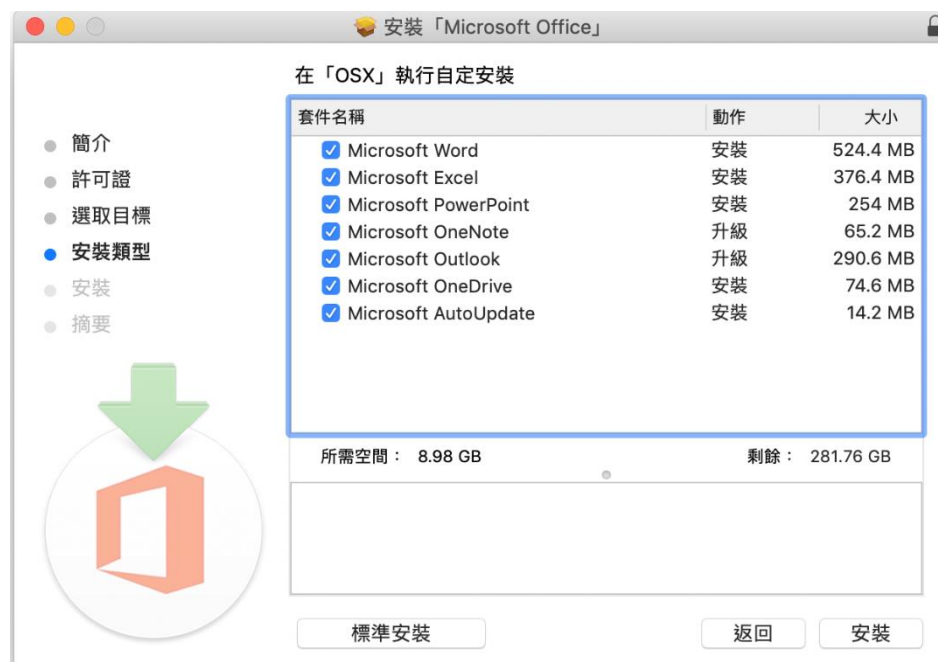 安裝「Microsoft Office」
在「OSX」執行自定安裝
簡介
許可證
選取目標
安裝類型
安裝
摘要
套件名稱 動作 大小
Microsoft Word 安裝 524.4 MB
Microsoft Excel 安裝 376.4 MB
Microsoft PowerPoint 安裝 254 MB
Microsoft OneNote 升級 65.2 MB
Microsoft Outlook 升級 290.6 MB
Microsoft OneDrive 安裝 74.6 MB
Microsoft AutoUpdate 安裝 14.2 MB
所需空間： 8.98 GB 剩餘： 281.76 GB
標準安裝 返回 安裝